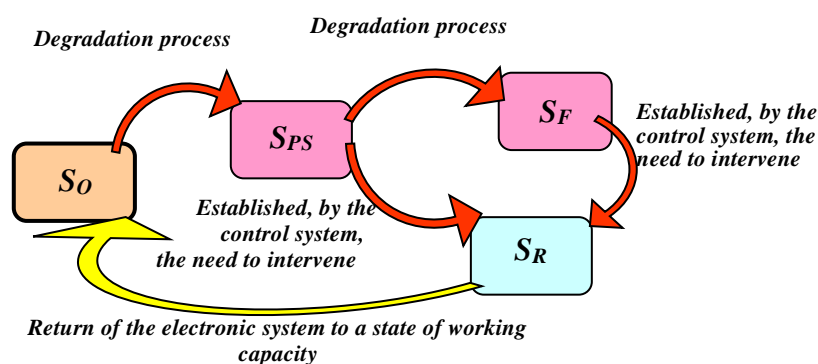 Degradation process
Degradation process
S_PS
S_F
Established, by the
control system, the
need to intervene
S_O
Established, by the
control system,
the need to intervene
S_R
Return of the electronic system to a state of working
capacity